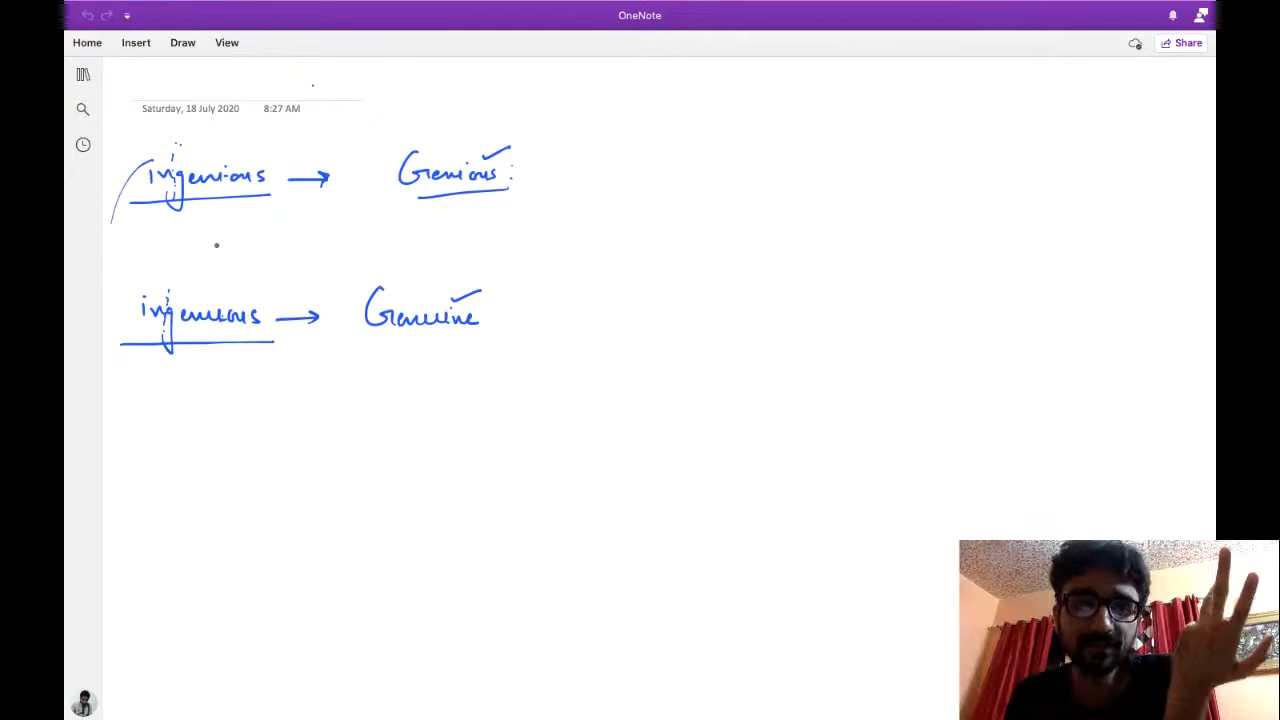 OneNote
Home Insert Draw View Share
Saturday, 18 July 2020 8:27 AM
ingenious → Genious:
ingenuous → Genuine